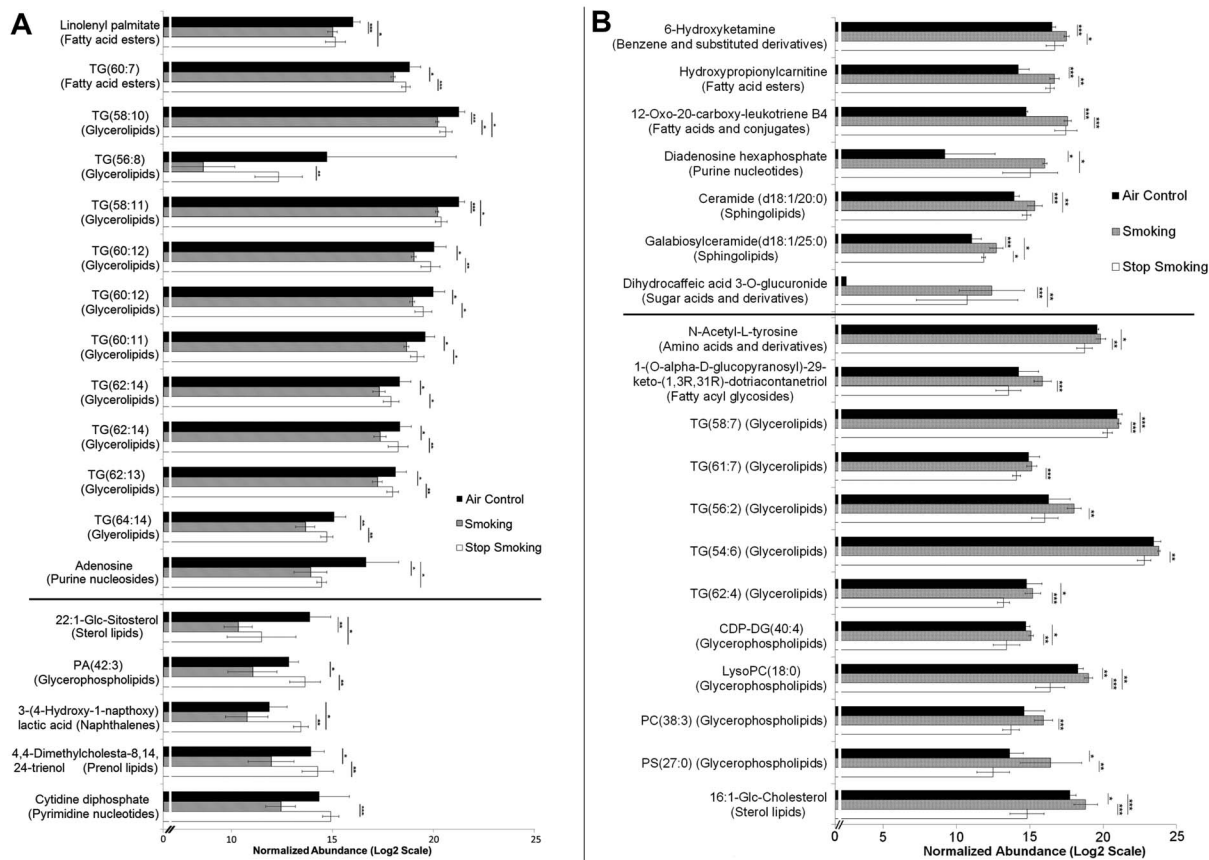 A
Linolenyl palmitate
(Fatty acid esters)
TG(60:7)
(Fatty acid esters)
TG(58:10)
(Glycerolipids)
TG(56:8)
(Glycerolipids)
TG(58:11)
(Glycerolipids)
TG(60:12)
(Glycerolipids)
TG(60:12)
(Glycerolipids)
TG(60:11)
(Glycerolipids)
TG(62:14)
(Glycerolipids)
TG(62:14)
(Glycerolipids)
TG(62:13)
(Glycerolipids)
TG(64:14)
(Glyerolipids)
Adenosine
(Purine nucleosides)
22:1-Glc-Sitosterol
(Sterol lipids)
PA(42:3)
(Glycerophospholipids)
3-(4-Hydroxy-1-napthoxy)
lactic acid (Naphthalenes)
4,4-Dimethylcholesta-8,14,
24-trienol (Prenol lipids)
Cytidine diphosphate
(Pyrimidine nucleotides)
Air Control
Smoking
Stop Smoking
0 10 15 20 25
Normalized Abundance (Log2 Scale)
B
6-Hydroxyketamine
(Benzene and substituted derivatives)
Hydroxypropionylcarnitine
(Fatty acid esters)
12-Oxo-20-carboxy-leukotriene B4
(Fatty acids and conjugates)
Diadenosine hexaphosphate
(Purine nucleotides)
Ceramide (d18:1/20:0)
(Sphingolipids)
Galabiosylceramide(d18:1/25:0)
(Sphingolipids)
Dihydrocaffeic acid 3-O-glucuronide
(Sugar acids and derivatives)
N-Acetyl-L-tyrosine
(Amino acids and derivatives)
1-(O-alpha-D-glucopyranosyl)-29-
keto-(1,3R,31R)-dotriacontanetriol
(Fatty acyl glycosides)
TG(58:7) (Glycerolipids)
TG(61:7) (Glycerolipids)
TG(56:2) (Glycerolipids)
TG(54:6) (Glycerolipids)
TG(62:4) (Glycerolipids)
CDP-DG(40:4)
(Glycerophospholipids)
LysoPC(18:0)
(Glycerophospholipids)
PC(38:3) (Glycerophospholipids)
PS(27:0) (Glycerophospholipids)
16:1-Glc-Cholesterol
(Sterol lipids)
Air Control
Smoking
Stop Smoking
0 5 10 15 20 25
Normalized Abundance (Log2 Scale)